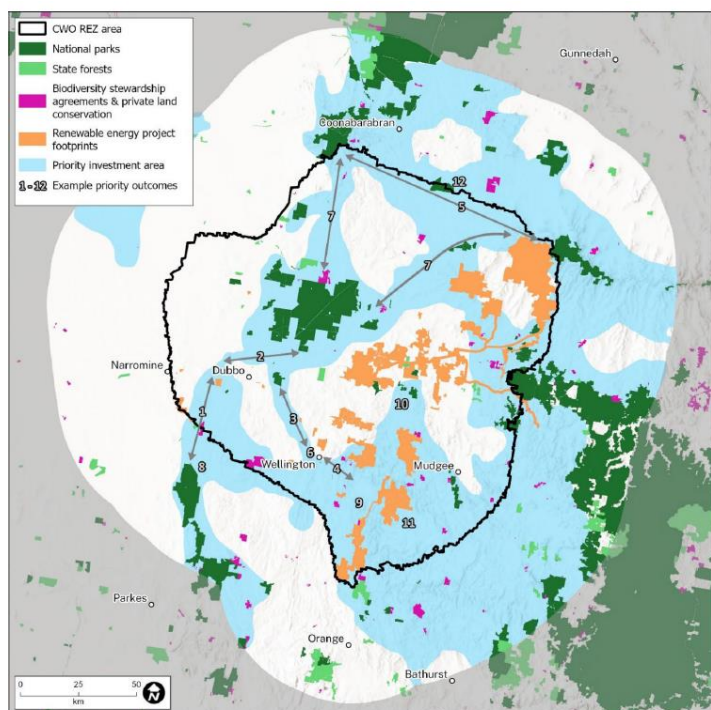 CWO REZ area
National parks
State forests
Biodiversity stewardship
agreements & private land
conservation
Renewable energy project
footprints
Priority investment area
1 - 12 Example priority outcomes
Gunnedah
Coonabarabran
12
5
7
7
Narromine
2
Dubbo
1
3
10
8
Wellington
6
4
Mudgee
9
11
Parkes
Orange
Bathurst
0 25 50
km
N